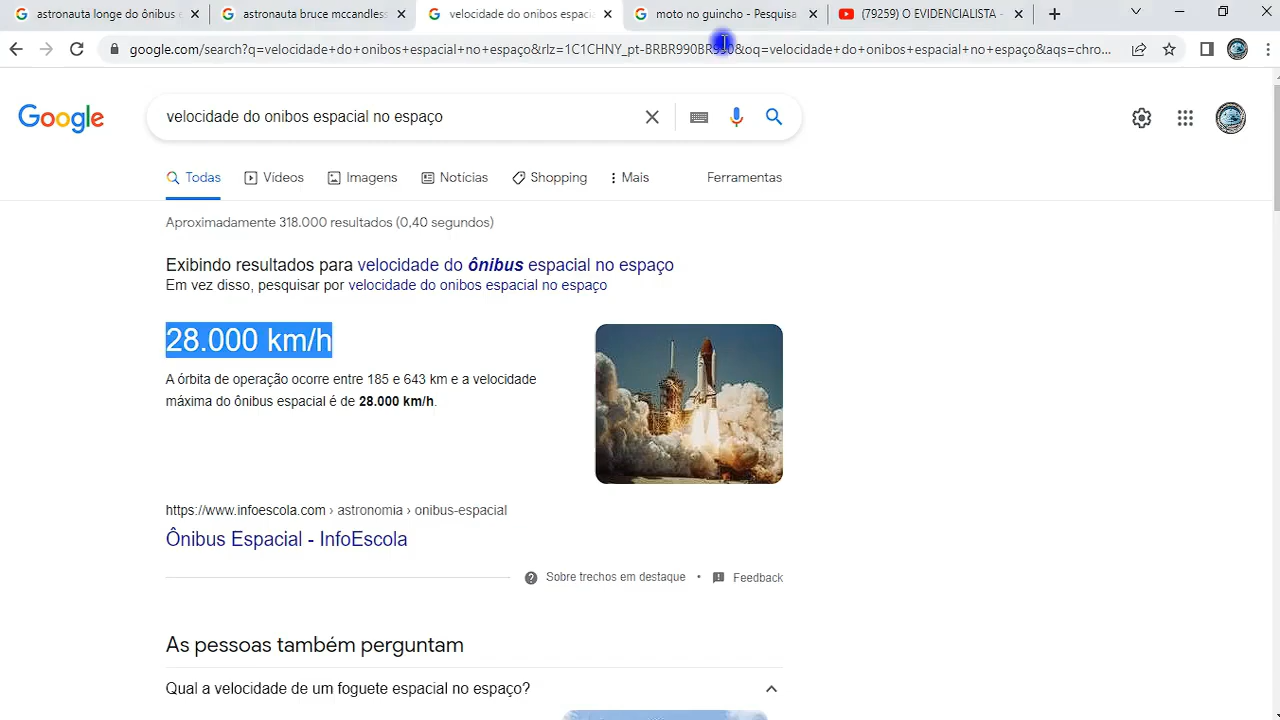 astronauta longe do ônibus e
astronauta bruce mccandless
velocidade do onibos espacia
moto no guincho - Pesquisa
(79239) O EVIDENCIALISTA -
google.com/search?q=velocidade+do+onibos+espacial+no+espaço&rlz=1C1CHNY_pt-BRBR990BR990&oq=velocidade+do+onibos+espacial+no+espaço&aqs=chro...
Google
velocidade do onibos espacial no espaço
Todas
Vídeos
Imagens
Notícias
Shopping
Mais
Ferramentas
Aproximadamente 318.000 resultados (0,40 segundos)
Exibindo resultados para velocidade do ônibus espacial no espaço
Em vez disso, pesquisar por velocidade do onibos espacial no espaço
28.000 km/h
A órbita de operação ocorre entre 185 e 643 km e a velocidade
máxima do ônibus espacial é de 28.000 km/h.
https://www.infoescola.com › astronomia › onibus-espacial
Ônibus Espacial - InfoEscola
Sobre trechos em destaque • Feedback
As pessoas também perguntam
Qual a velocidade de um foguete espacial no espaço?